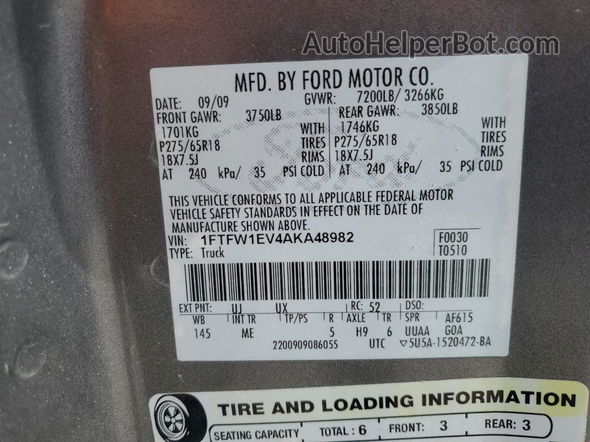 AutoHelperBot.com
MFD. BY FORD MOTOR CO.
DATE: 09/09 GVWR: 7200LB/ 3266KG
FRONT GAWR: 3750LB REAR GAWR: 3850LB
1701KG WITH 1746KG WITH
P275/65R18 TIRES P275/65R18 TIRES
18X7.5J RIMS 18X7.5J RIMS
AT 240 kPa/ 35 PSI COLD AT 240 kPa/ 35 PSI COLD
THIS VEHICLE CONFORMS TO ALL APPLICABLE FEDERAL MOTOR
VEHICLE SAFETY STANDARDS IN EFFECT ON THE DATE OF
MANUFACTURE SHOWN ABOVE.
VIN: 1FTFW1EV4AKA48982 F0030
TYPE: Truck T0510
EXT PNT: UJ UX RC: 52 DSO:
WB INT TR TP/PS R AXLE TR SPR AF615
145 ME 5 H9 6 UUAA GOA
2200909086055 UTC ▽5U5A-1520472-BA
TIRE AND LOADING INFORMATION
SEATING CAPACITY TOTAL: 6 FRONT: 3 REAR: 3